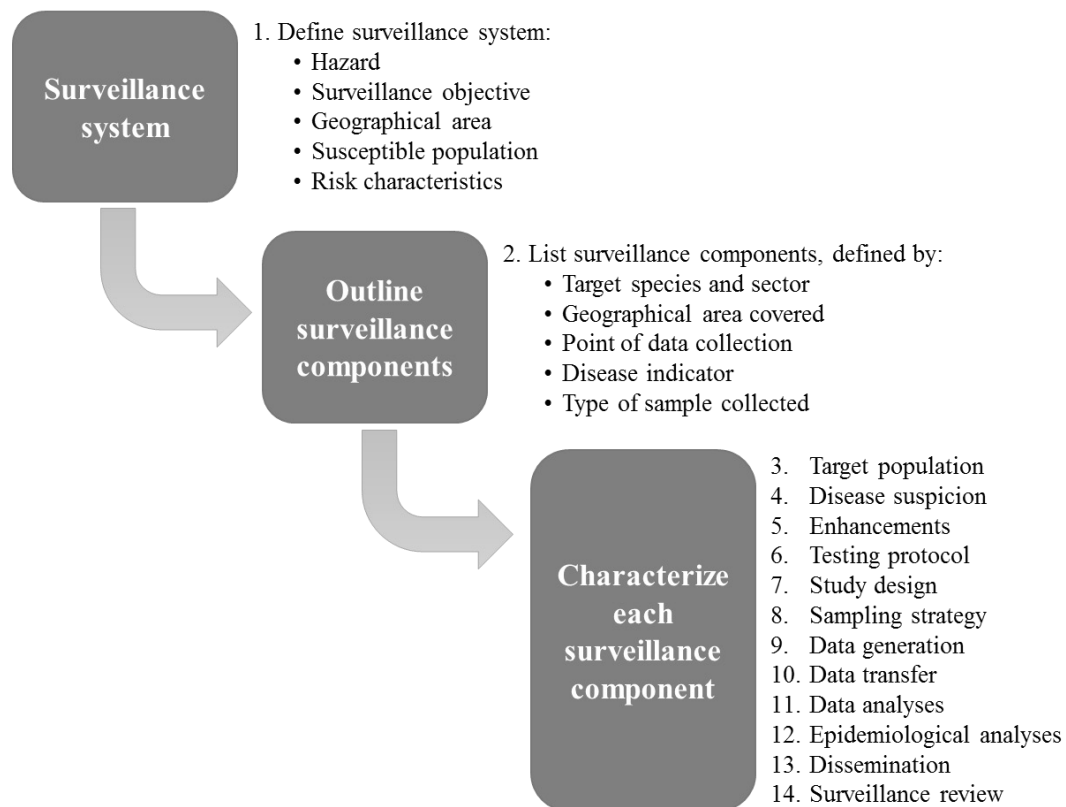 Surveillance
system
1. Define surveillance system:
• Hazard
• Surveillance objective
• Geographical area
• Susceptible population
• Risk characteristics
Outline
surveillance
components
2. List surveillance components, defined by:
• Target species and sector
• Geographical area covered
• Point of data collection
• Disease indicator
• Type of sample collected
Characterize
each
surveillance
component
3. Target population
4. Disease suspicion
5. Enhancements
6. Testing protocol
7. Study design
8. Sampling strategy
9. Data generation
10. Data transfer
11. Data analyses
12. Epidemiological analyses
13. Dissemination
14. Surveillance review